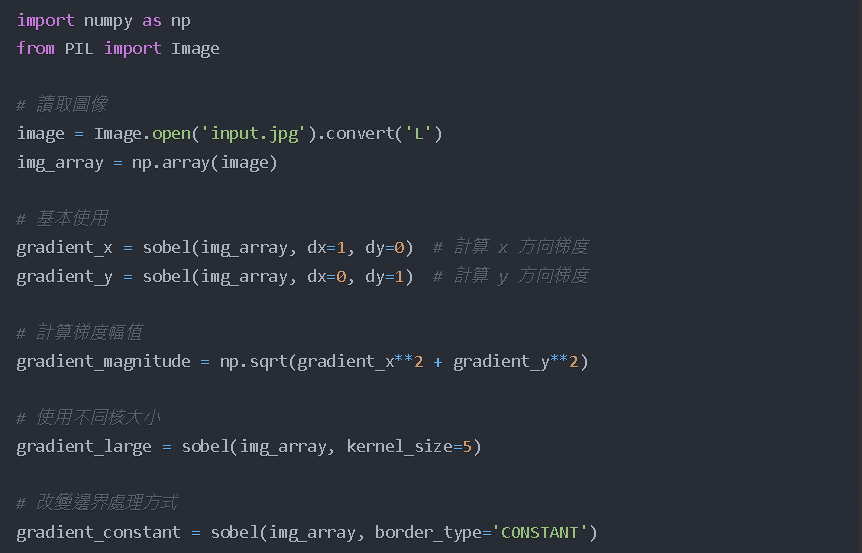 import numpy as np
from PIL import Image
# 讀取圖像
image = Image.open('input.jpg').convert('L')
img_array = np.array(image)
# 基本使用
gradient_x = sobel(img_array, dx=1, dy=0)  # 計算 x 方向梯度
gradient_y = sobel(img_array, dx=0, dy=1)  # 計算 y 方向梯度
# 計算梯度幅值
gradient_magnitude = np.sqrt(gradient_x**2 + gradient_y**2)
# 使用不同核大小
gradient_large = sobel(img_array, kernel_size=5)
# 改變邊界處理方式
gradient_constant = sobel(img_array, border_type='CONSTANT')